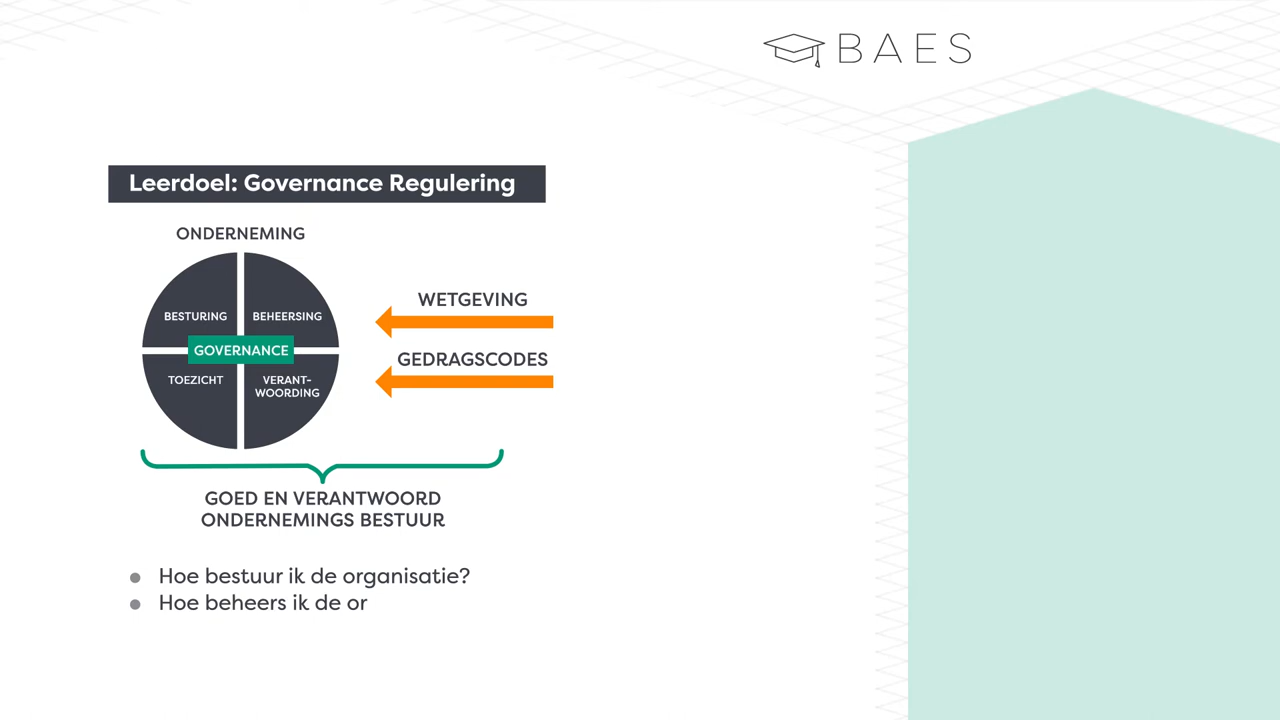 BAES
Leerdoel: Governance Regulering
ONDERNEMING
BESTURING
BEHEERSING
GOVERNANCE
TOEZICHT
VERANT-
WOORDING
WETGEVING
GEDRAGSCODES
GOED EN VERANTWOORD
ONDERNEMINGS BESTUUR
Hoe bestuur ik de organisatie?
Hoe beheers ik de or